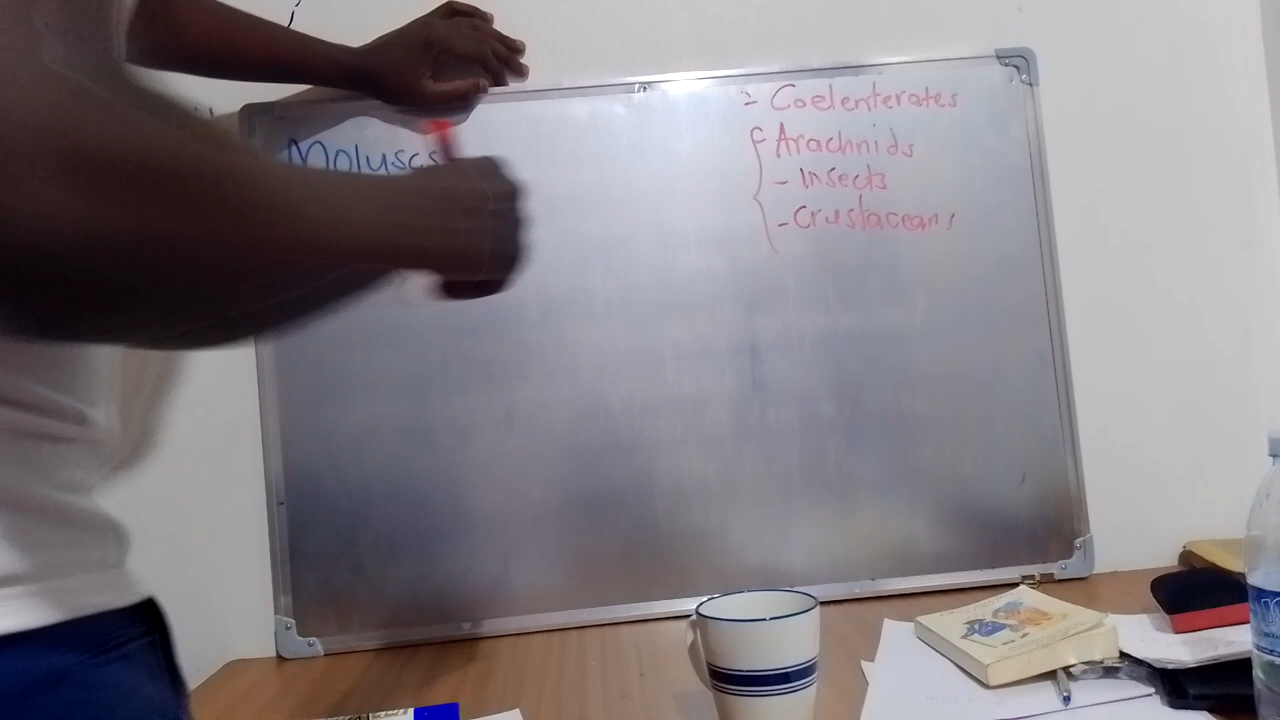 Moluscs
= Coelenterates
Arachnids
- Insects
- Crustaceans